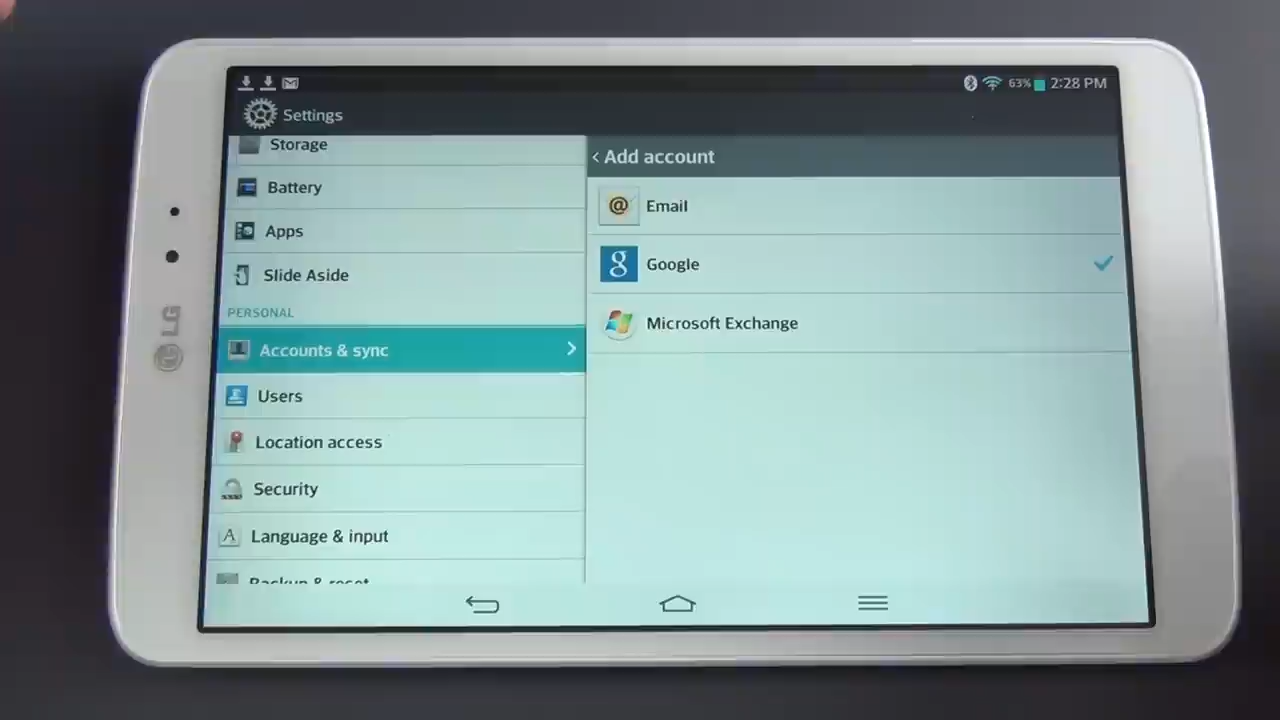 63% 2:28 PM
Settings
Storage
Battery
Apps
Slide Aside
PERSONAL
Accounts & sync
Users
Location access
Security
Language & input
Backup & reset
< Add account
Email
Google
Microsoft Exchange
LG